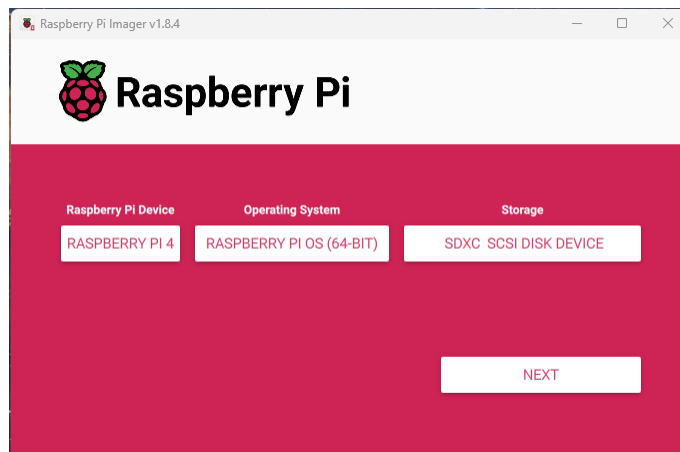 Raspberry Pi Imager v1.8.4
Raspberry Pi
Raspberry Pi Device Operating System Storage
RASPBERRY PI 4 RASPBERRY PI OS (64-BIT) SDXC SCSI DISK DEVICE
NEXT